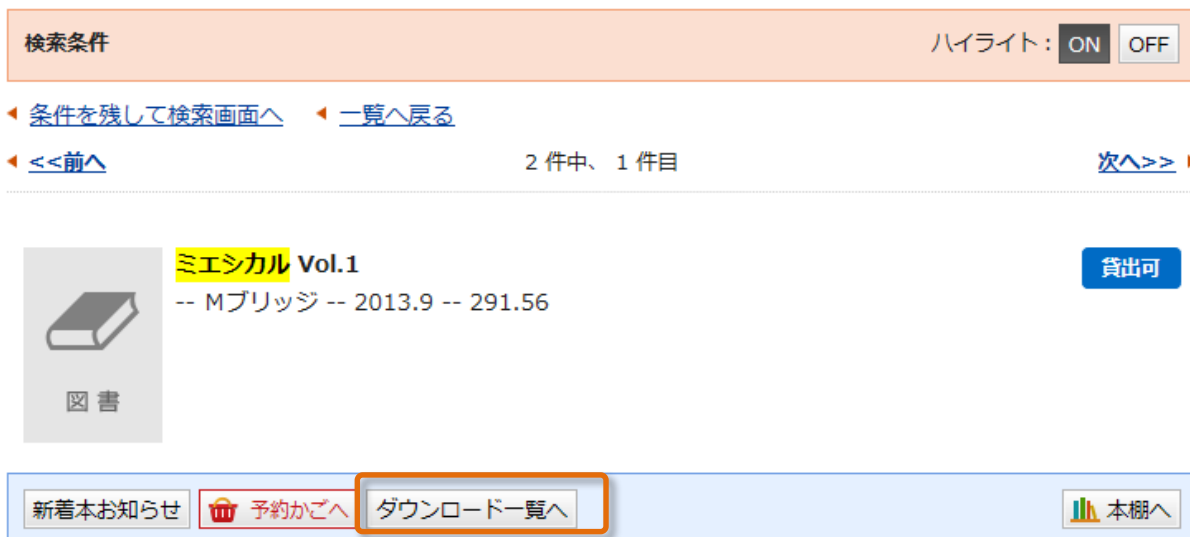 検索条件 ハイライト： ON OFF
条件を残して検索画面へ 一覧へ戻る
<<前へ 2 件中、 1 件目 次へ>>
ミエシカル Vol.1 貸出可
-- Mブリッジ -- 2013.9 -- 291.56
図書
新着本お知らせ 予約かごへ ダウンロード一覧へ 本棚へ